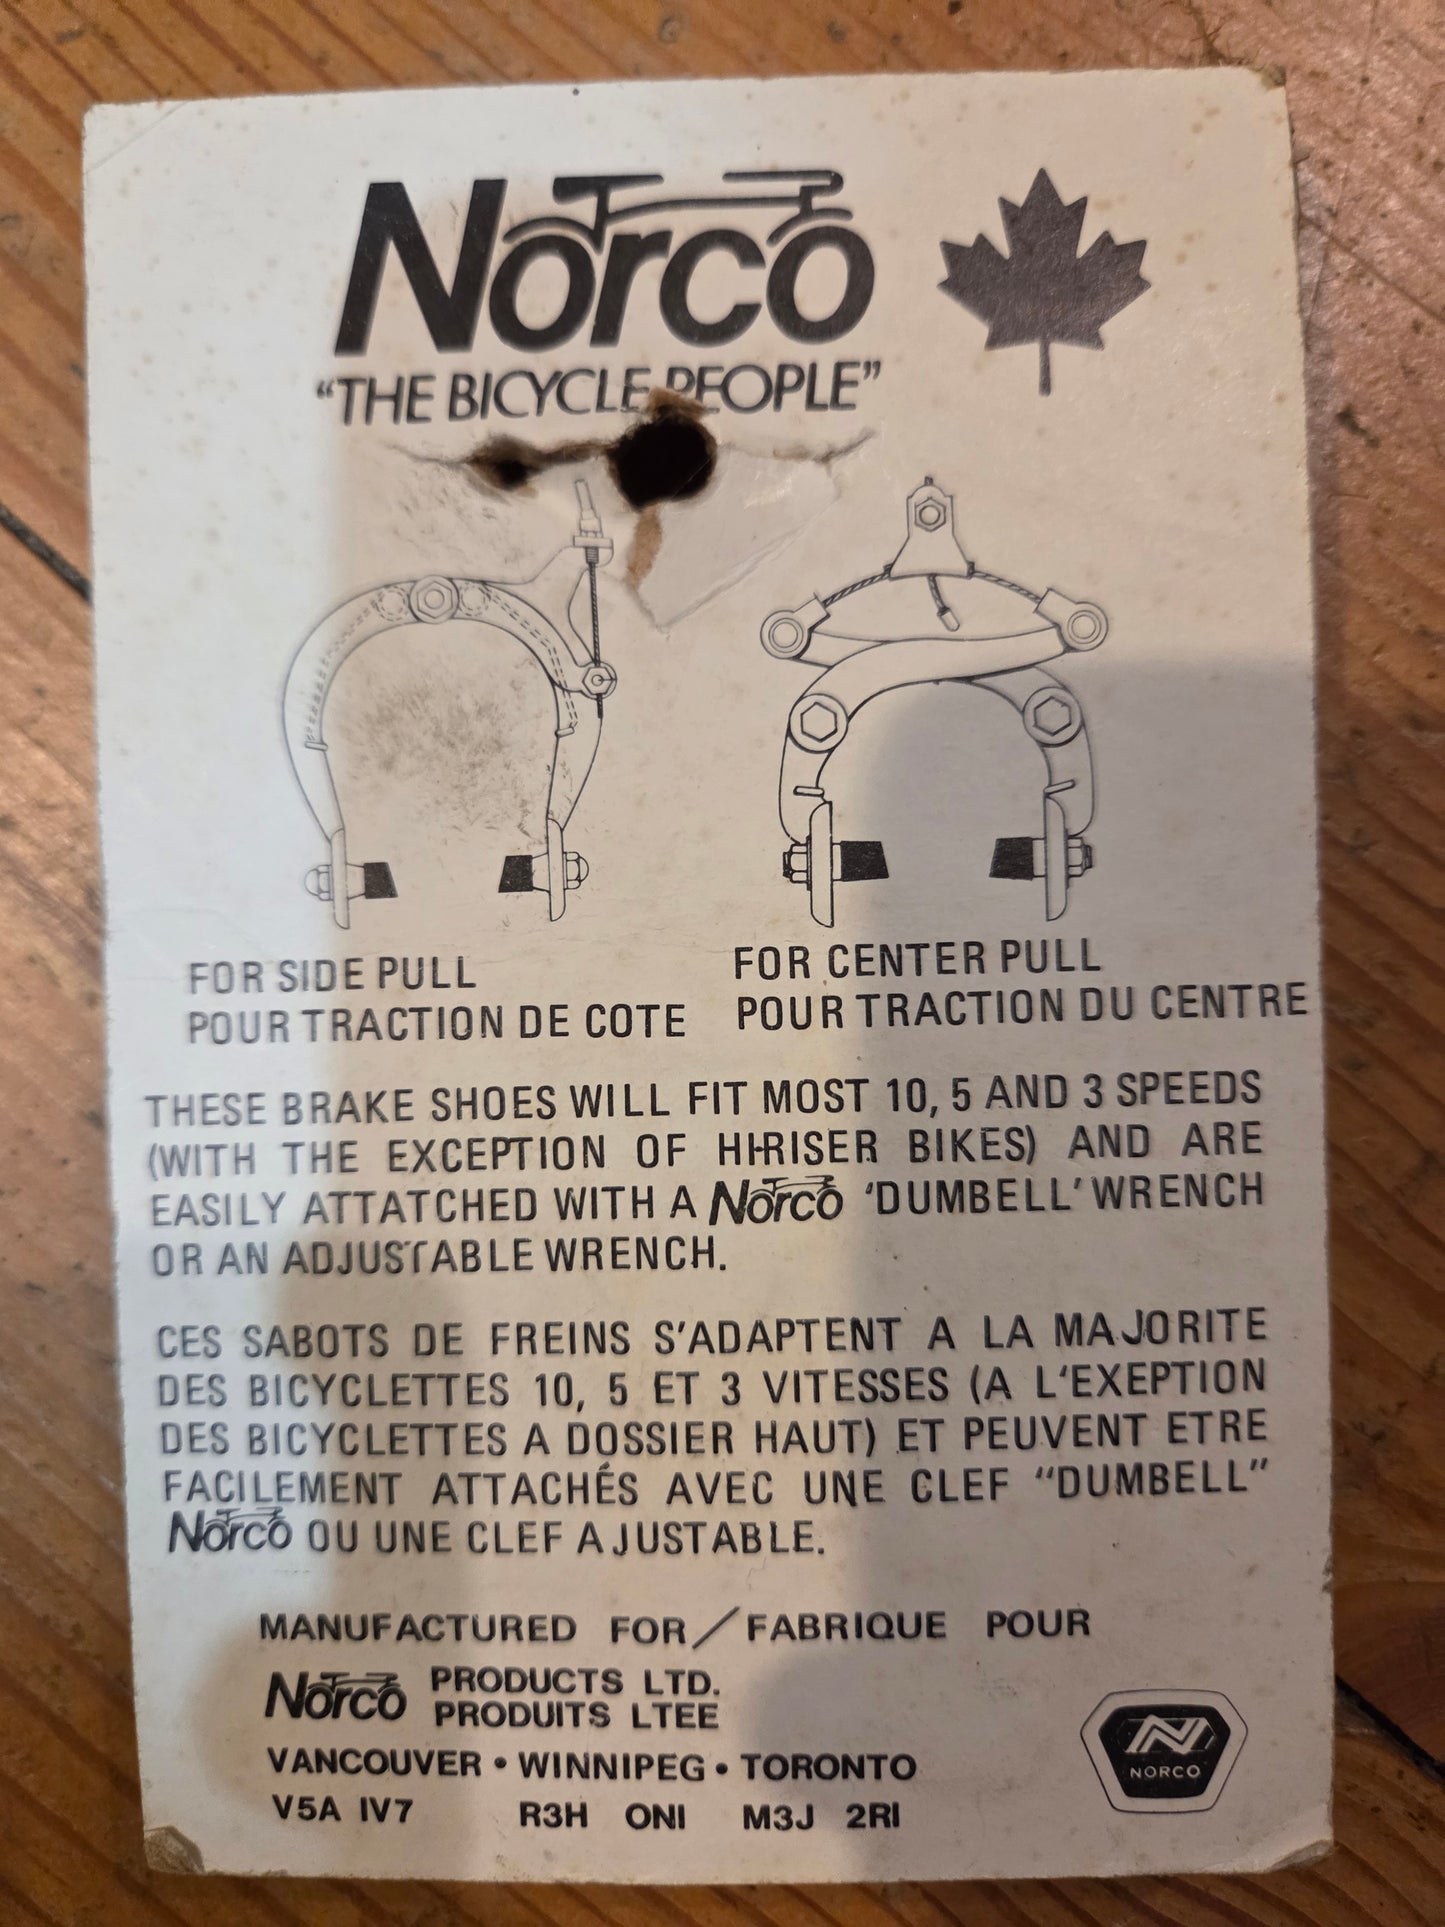 Norco
"THE BICYCLE PEOPLE"
FOR SIDE PULL
POUR TRACTION DE COTE
FOR CENTER PULL
POUR TRACTION DU CENTRE
THESE BRAKE SHOES WILL FIT MOST 10, 5 AND 3 SPEEDS
(WITH THE EXCEPTION OF HI-RISER BIKES) AND ARE
EASILY ATTATCHED WITH A Norco 'DUMBELL' WRENCH
OR AN ADJUSTABLE WRENCH.
CES SABOTS DE FREINS S'ADAPTENT A LA MAJORITE
DES BICYCLETTES 10, 5 ET 3 VITESSES (A L'EXEPTION
DES BICYCLETTES A DOSSIER HAUT) ET PEUVENT ETRE
FACILEMENT ATTACHÉS AVEC UNE CLEF "DUMBELL"
Norco OU UNE CLEF AJUSTABLE.
MANUFACTURED FOR/FABRIQUE POUR
Norco PRODUCTS LTD.
PRODUITS LTEE
VANCOUVER • WINNIPEG • TORONTO
V5A IV7 R3H ONI M3J 2RI
N
NORCO